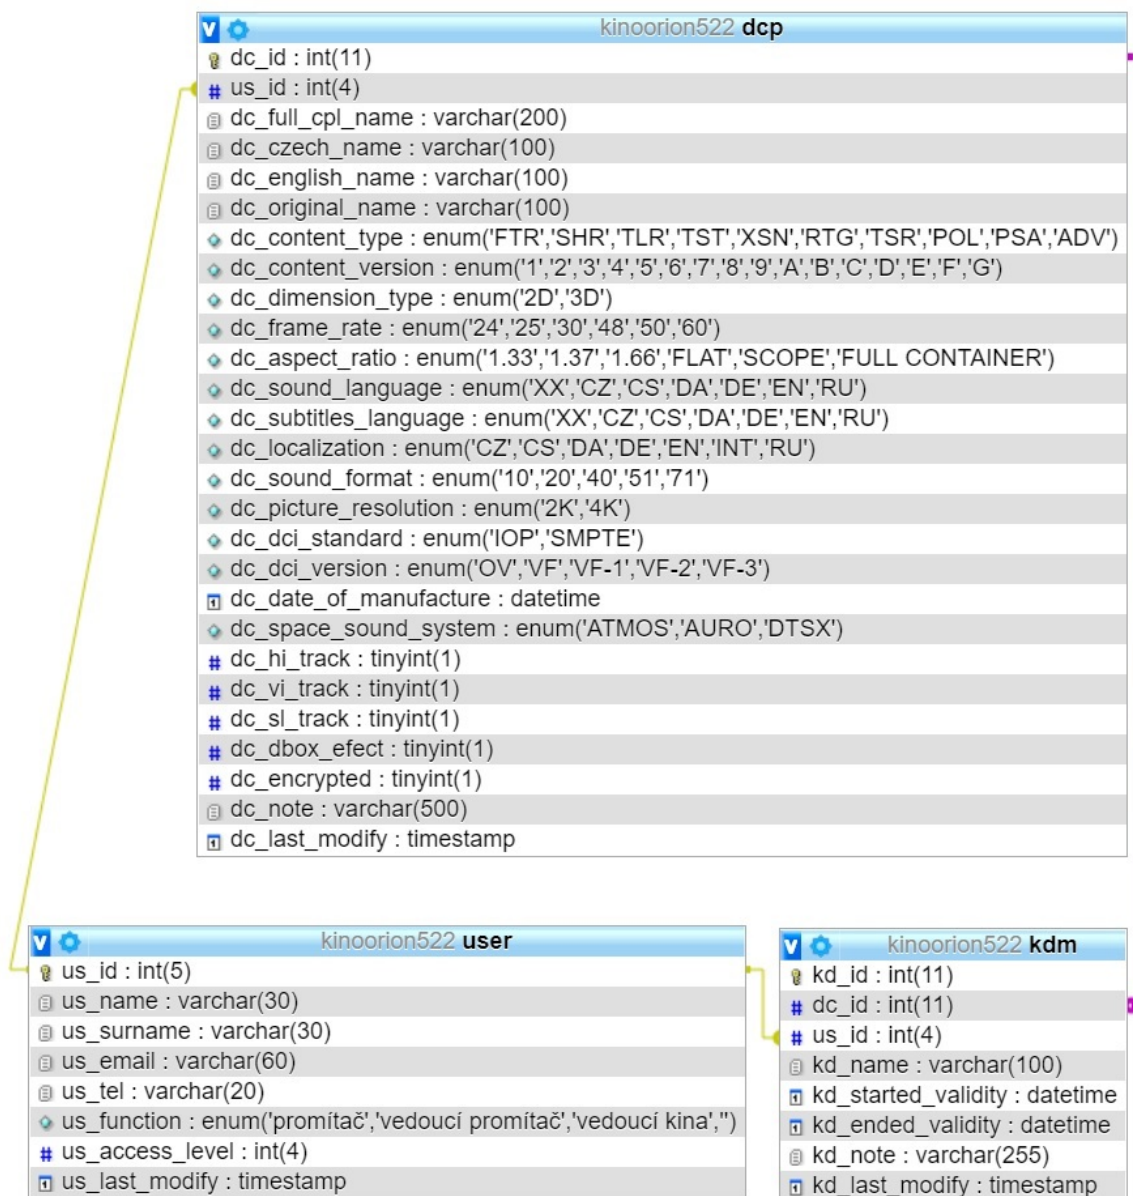 kinoorion522 dcp
dc_id : int(11)
us_id : int(4)
dc_full_cpl_name : varchar(200)
dc_czech_name : varchar(100)
dc_english_name : varchar(100)
dc_original_name : varchar(100)
dc_content_type : enum('FTR','SHR','TLR','TST','XSN','RTG','TSR','POL','PSA','ADV')
dc_content_version : enum('1','2','3','4','5','6','7','8','9','A','B','C','D','E','F','G')
dc_dimension_type : enum('2D','3D')
dc_frame_rate : enum('24','25','30','48','50','60')
dc_aspect_ratio : enum('1.33','1.37','1.66','FLAT','SCOPE','FULL CONTAINER')
dc_sound_language : enum('XX','CZ','CS','DA','DE','EN','RU')
dc_subtitles_language : enum('XX','CZ','CS','DA','DE','EN','RU')
dc_localization : enum('CZ','CS','DA','DE','EN','INT','RU')
dc_sound_format : enum('10','20','40','51','71')
dc_picture_resolution : enum('2K','4K')
dc_dci_standard : enum('IOP','SMPTE')
dc_dci_version : enum('OV','VF','VF-1','VF-2','VF-3')
dc_date_of_manufacture : datetime
dc_space_sound_system : enum('ATMOS','AURO','DTSX')
dc_hi_track : tinyint(1)
dc_vi_track : tinyint(1)
dc_sl_track : tinyint(1)
dc_dbox_efect : tinyint(1)
dc_encrypted : tinyint(1)
dc_note : varchar(500)
dc_last_modify : timestamp
kinoorion522 user
us_id : int(5)
us_name : varchar(30)
us_surname : varchar(30)
us_email : varchar(60)
us_tel : varchar(20)
us_function : enum('promítač','vedoucí promítač','vedoucí kina','')
us_access_level : int(4)
us_last_modify : timestamp
kinoorion522 kdm
kd_id : int(11)
dc_id : int(11)
us_id : int(4)
kd_name : varchar(100)
kd_started_validity : datetime
kd_ended_validity : datetime
kd_note : varchar(255)
kd_last_modify : timestamp